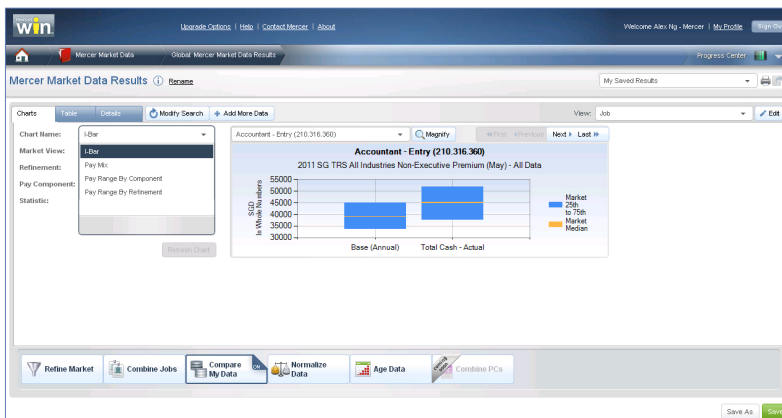 win
Upgrade Options | Help | Contact Mercer | About
Welcome Alex Ng - Mercer | My Profile
Sign Ou
Mercer Market Data
Global: Mercer Market Data Results
Progress Center
Mercer Market Data Results
Rename
My Saved Results
Charts
Table
Details
Modify Search
Add More Data
View:
Job
Edit
Chart Name:
I-Bar
Accountant - Entry (210.316.360)
Magnify
First
Previous
Next
Last
Market View:
Refinement:
Pay Component:
Statistic:
I-Bar
Pay Mix
Pay Range By Component
Pay Range By Refinement
Refresh Chart
Accountant - Entry (210.316.360)
2011 SG TRS All Industries Non-Executive Premium (May) - All Data
SGD
In Whole Numbers
55000
50000
45000
40000
35000
30000
Base (Annual)
Total Cash - Actual
Market
25th
to 75th
Market
Median
Refine Market
Combine Jobs
Compare
My Data
ON
Normalize
Data
Age Data
Combine PCs
Save As
Save